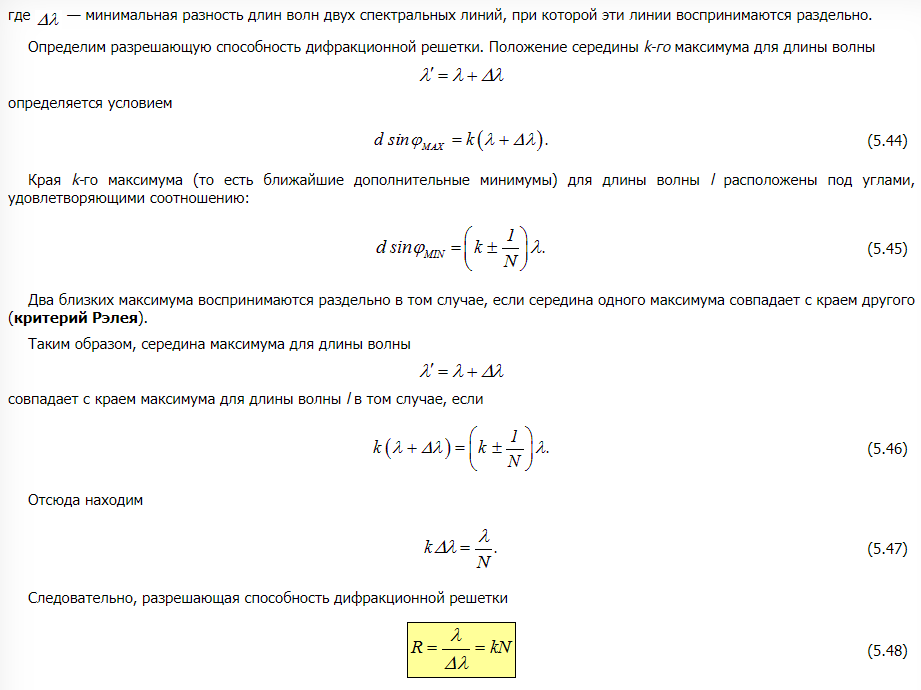 где Δλ — минимальная разность длин волн двух спектральных линий, при которой эти линии воспринимаются раздельно.
Определим разрешающую способность дифракционной решетки. Положение середины k-го максимума для длины волны
λ′ = λ + Δλ
определяется условием
d sinφ_MAX = k(λ + Δλ). (5.44)
Края k-го максимума (то есть ближайшие дополнительные минимумы) для длины волны l расположены под углами,
удовлетворяющими соотношению:
d sinφ_MIN = (k ± 1/N) λ. (5.45)
Два близких максимума воспринимаются раздельно в том случае, если середина одного максимума совпадает с краем другого
(критерий Рэлея).
Таким образом, середина максимума для длины волны
λ′ = λ + Δλ
совпадает с краем максимума для длины волны l в том случае, если
k(λ + Δλ) = (k ± 1/N) λ. (5.46)
Отсюда находим
kΔλ = λ/N. (5.47)
Следовательно, разрешающая способность дифракционной решетки
R = λ/Δλ = kN (5.48)